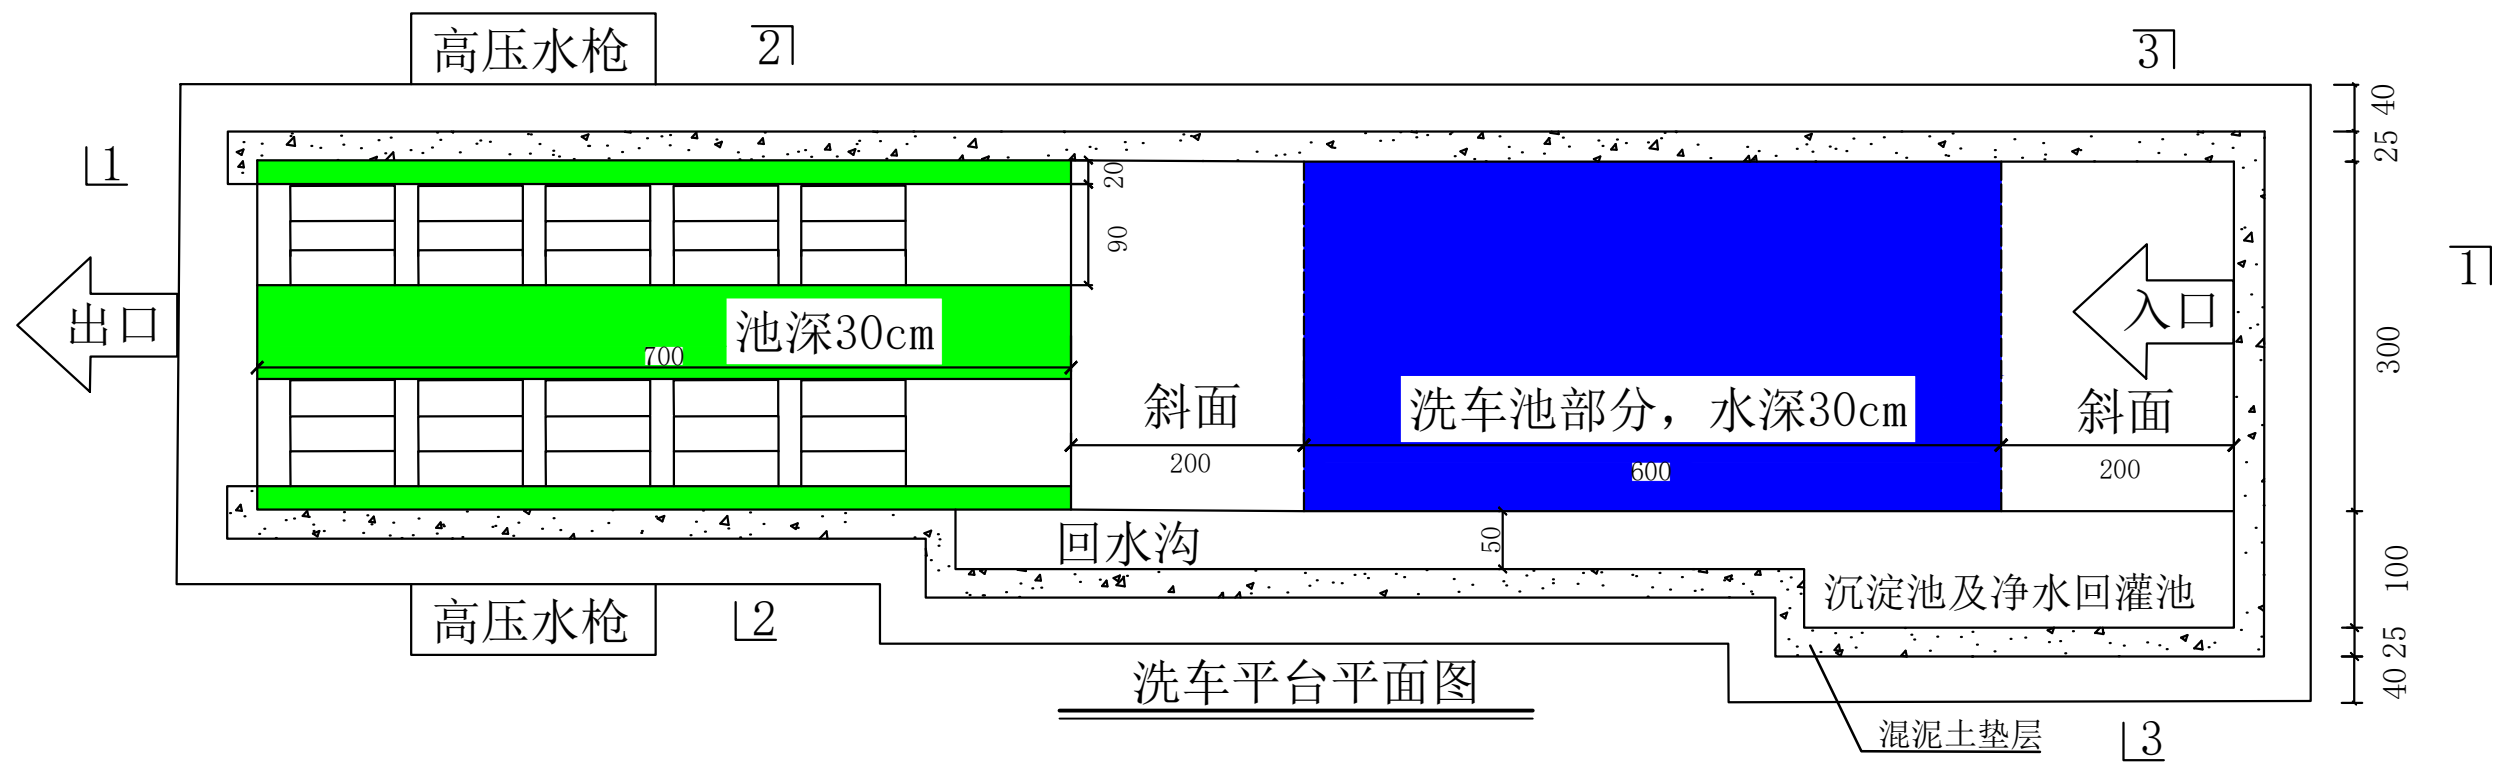 高压水枪
2
3
40
25
1
20
90
1
出口
池深30cm
700
入口
300
斜面
洗车池部分，水深30cm
斜面
200
600
200
回水沟
50
沉淀池及净水回灌池
100
高压水枪
2
25
洗车平台平面图
40
混泥土垫层
3